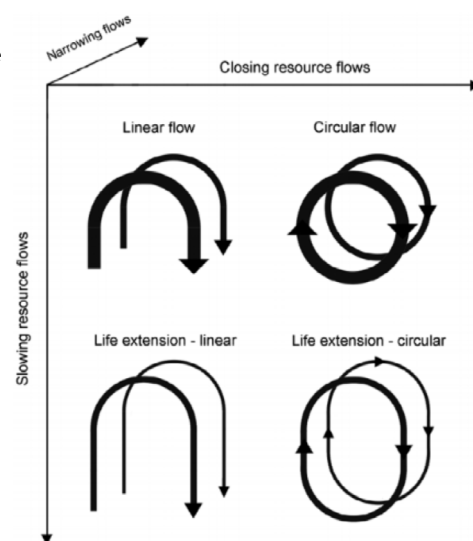 Narrowing flows
Closing resource flows
Linear flow
Circular flow
Slowing resource flows
Life extension - linear
Life extension - circular